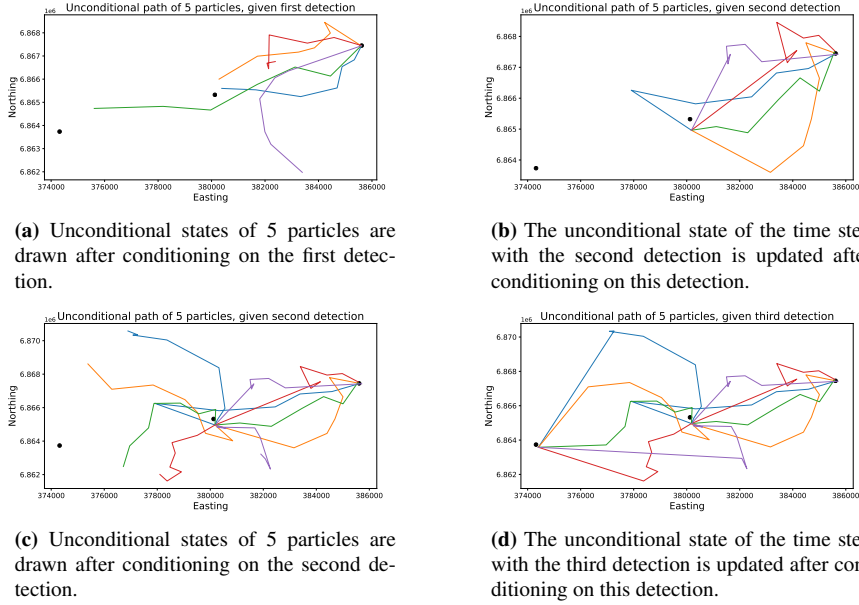 Unconditional path of 5 particles, given first detection
1e6
6.868
6.866
6.865
6.864
6.862
Northing
374000 376000 378000 380000 382000 384000 386000
Easting
(a) Unconditional states of 5 particles are
drawn after conditioning on the first detec-
tion.
Unconditional path of 5 particles, given second detection
1e6
6.868
6.866
6.865
6.864
Northing
374000 376000 378000 380000 382000 384000 386000
Easting
(b) The unconditional state of the time ste
with the second detection is updated afte
conditioning on this detection.
Unconditional path of 5 particles, given second detection
1e6
6.870
6.868
6.866
6.864
6.862
Northing
374000 376000 378000 380000 382000 384000 386000
Easting
(c) Unconditional states of 5 particles are
drawn after conditioning on the second de-
tection.
Unconditional path of 5 particles, given third detection
1e6
6.870
6.868
6.866
6.864
6.862
Northing
374000 376000 378000 380000 382000 384000 386000
Easting
(d) The unconditional state of the time ste
with the third detection is updated after con
ditioning on this detection.